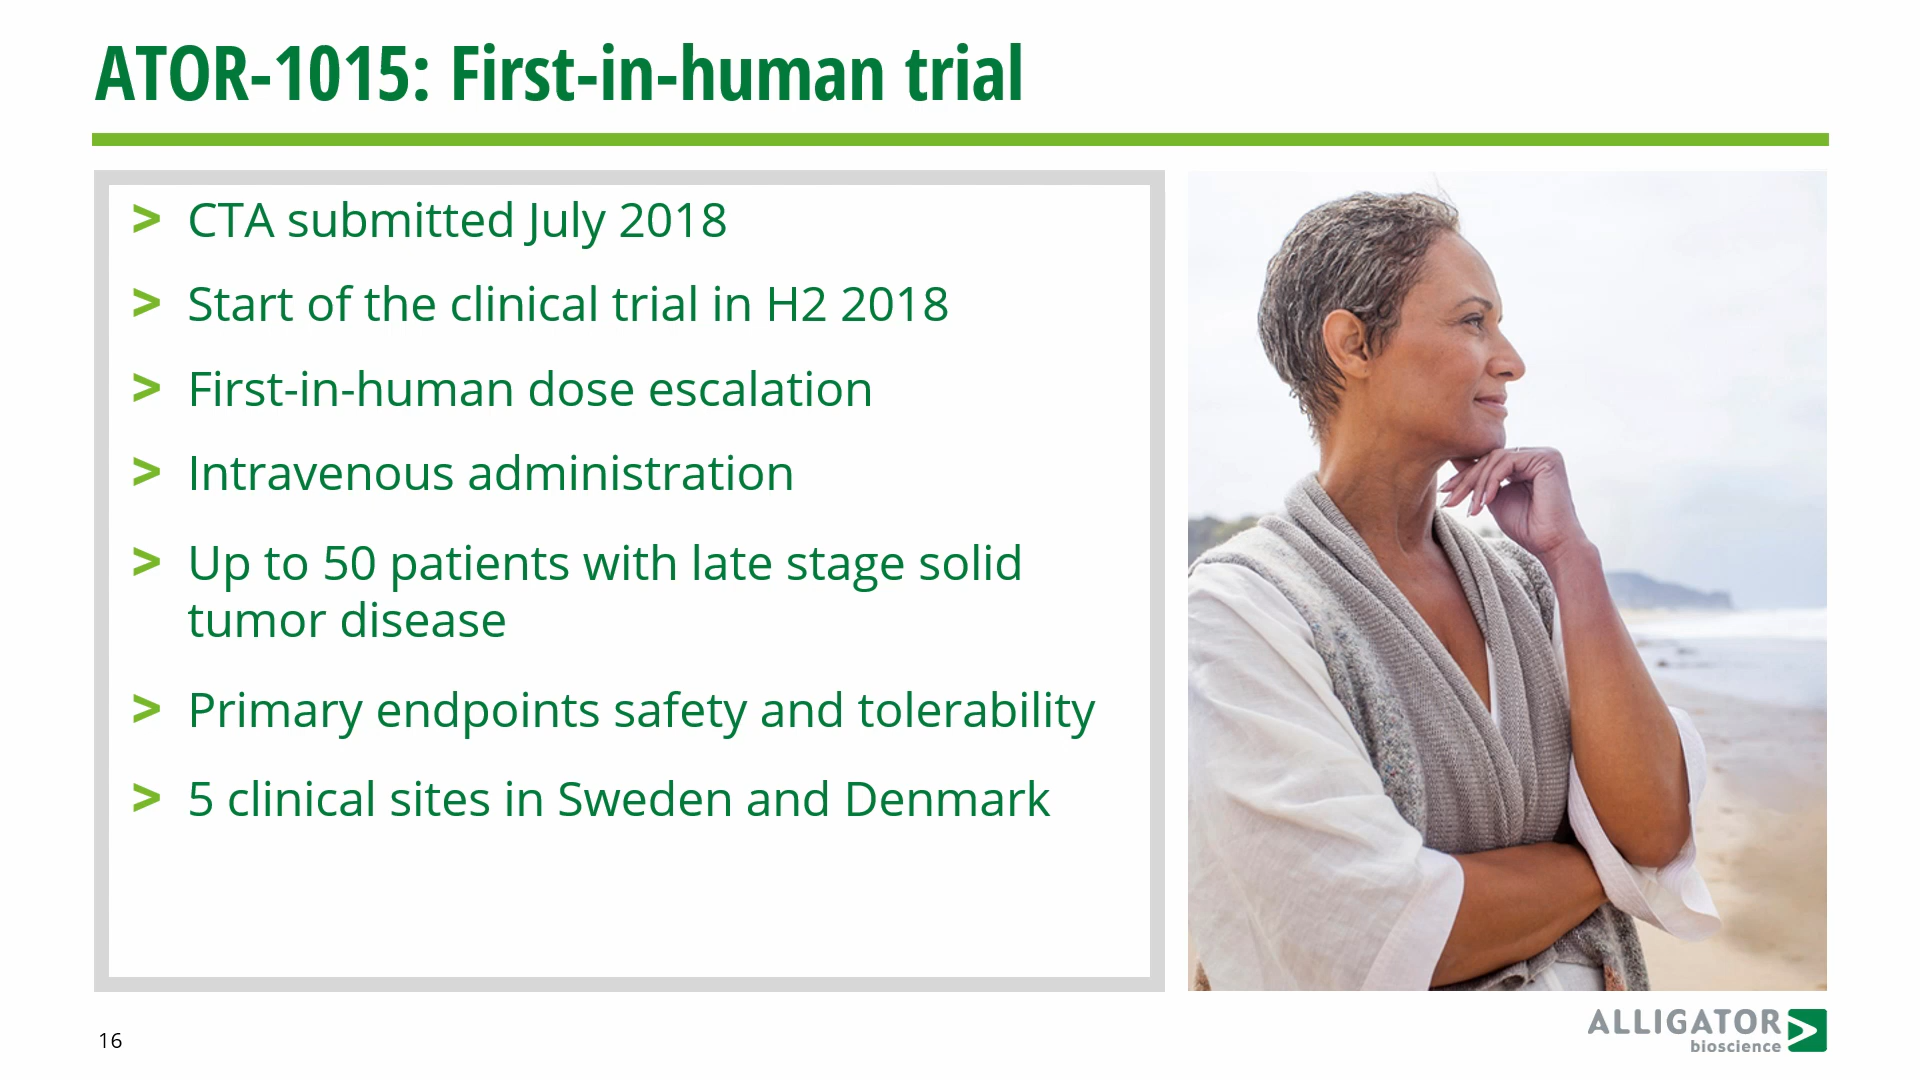 ATOR-1015: First-in-human trial
> CTA submitted July 2018
> Start of the clinical trial in H2 2018
> First-in-human dose escalation
> Intravenous administration
> Up to 50 patients with late stage solid
tumor disease
> Primary endpoints safety and tolerability
> 5 clinical sites in Sweden and Denmark
16
ALLIGATOR
bioscience